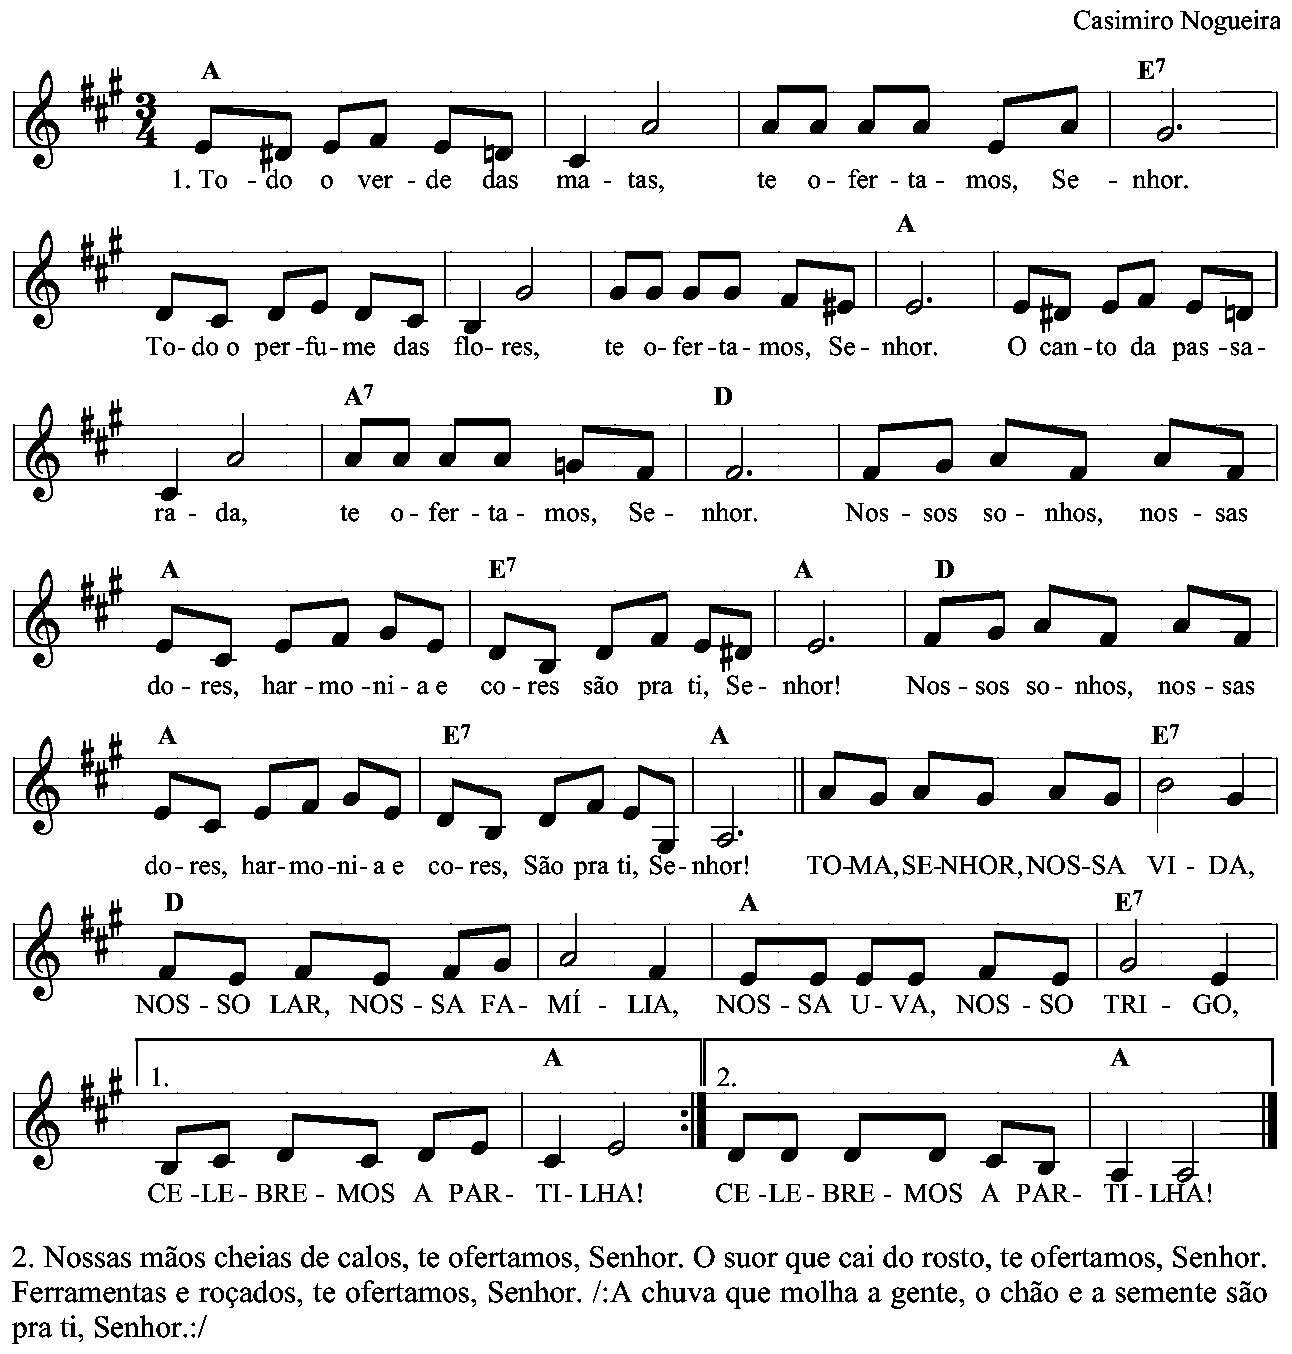 Casimiro Nogueira
A E7
3
4
1. To - do o ver - de das ma - tas, te o - fer - ta - mos, Se - nhor.
A
To - do o per - fu - me das flo - res, te o - fer - ta - mos, Se - nhor. O can - to da pas - sa -
A7 D
ra - da, te o - fer - ta - mos, Se - nhor. Nos - sos so - nhos, nos - sas
A E7 A D
do - res, har - mo - ni - a e co - res são pra ti, Se - nhor! Nos - sos so - nhos, nos - sas
A E7 A E7
do - res, har - mo - ni - a e co - res, São pra ti, Se - nhor! TO - MA, SE - NHOR, NOS - SA VI - DA,
D A E7
NOS - SO LAR, NOS - SA FA - MÍ - LIA, NOS - SA U - VA, NOS - SO TRI - GO,
1. A 2. A
CE - LE - BRE - MOS A PAR - TI - LHA! CE - LE - BRE - MOS A PAR - TI - LHA!
2. Nossas mãos cheias de calos, te ofertamos, Senhor. O suor que cai do rosto, te ofertamos, Senhor.
Ferramentas e roçados, te ofertamos, Senhor. /:A chuva que molha a gente, o chão e a semente são
pra ti, Senhor.:/